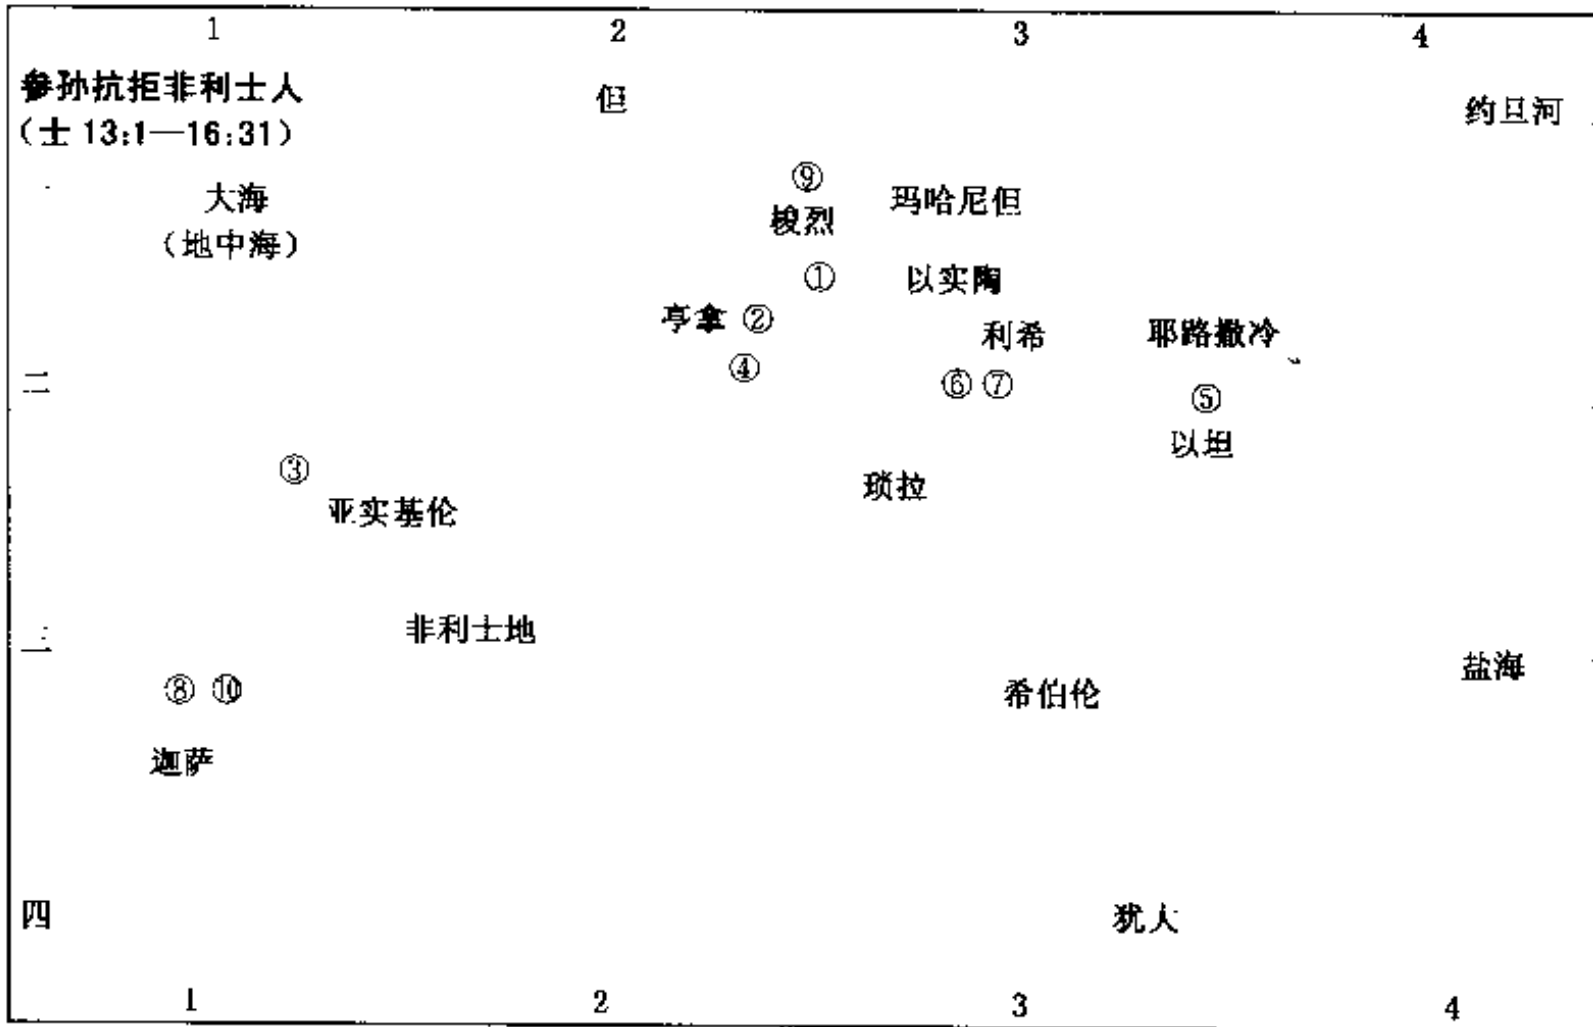 1 2 3 4
参孙抗拒非利士人
（士 13:1—16:31）
但
约旦河
大海
（地中海）
⑨
梭烈
玛哈尼但
①
以实陶
亭拿 ②
利希
耶路撒冷
④
二
⑥ ⑦
⑤
以坦
③
琐拉
亚实基伦
非利士地
三
⑧ ⑩
希伯伦
盐海
迦萨
四
犹大
1 2 3 4